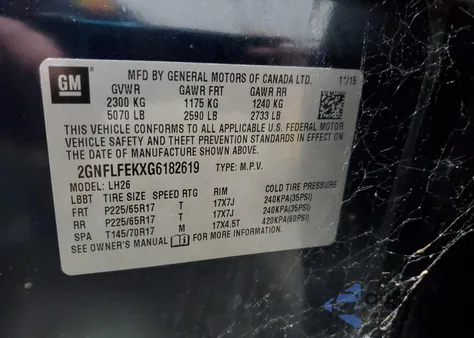 GM
MFD BY GENERAL MOTORS OF CANADA LTD. 11/15
GVWR GAWR FRT GAWR RR
2300 KG 1175 KG 1240 KG
5070 LB 2590 LB 2733 LB
THIS VEHICLE CONFORMS TO ALL APPLICABLE U.S. FEDERAL MOTOR
VEHICLE SAFETY AND THEFT PREVENTION STANDARDS IN EFFECT ON
THE DATE OF MANUFACTURE SHOWN ABOVE.
2GNFLFEKXG6182619 TYPE: M.P.V.
MODEL: LH26
LBBT TIRE SIZE SPEED RTG RIM COLD TIRE PRESSURE
FRT P225/65R17 T 17X7J 240KPA(35PSI)
RR P225/65R17 T 17X7J 240KPA(35PSI)
SPA T145/70R17 M 17X4.5T 420KPA(60PSI)
SEE OWNER'S MANUAL FOR MORE INFORMATION